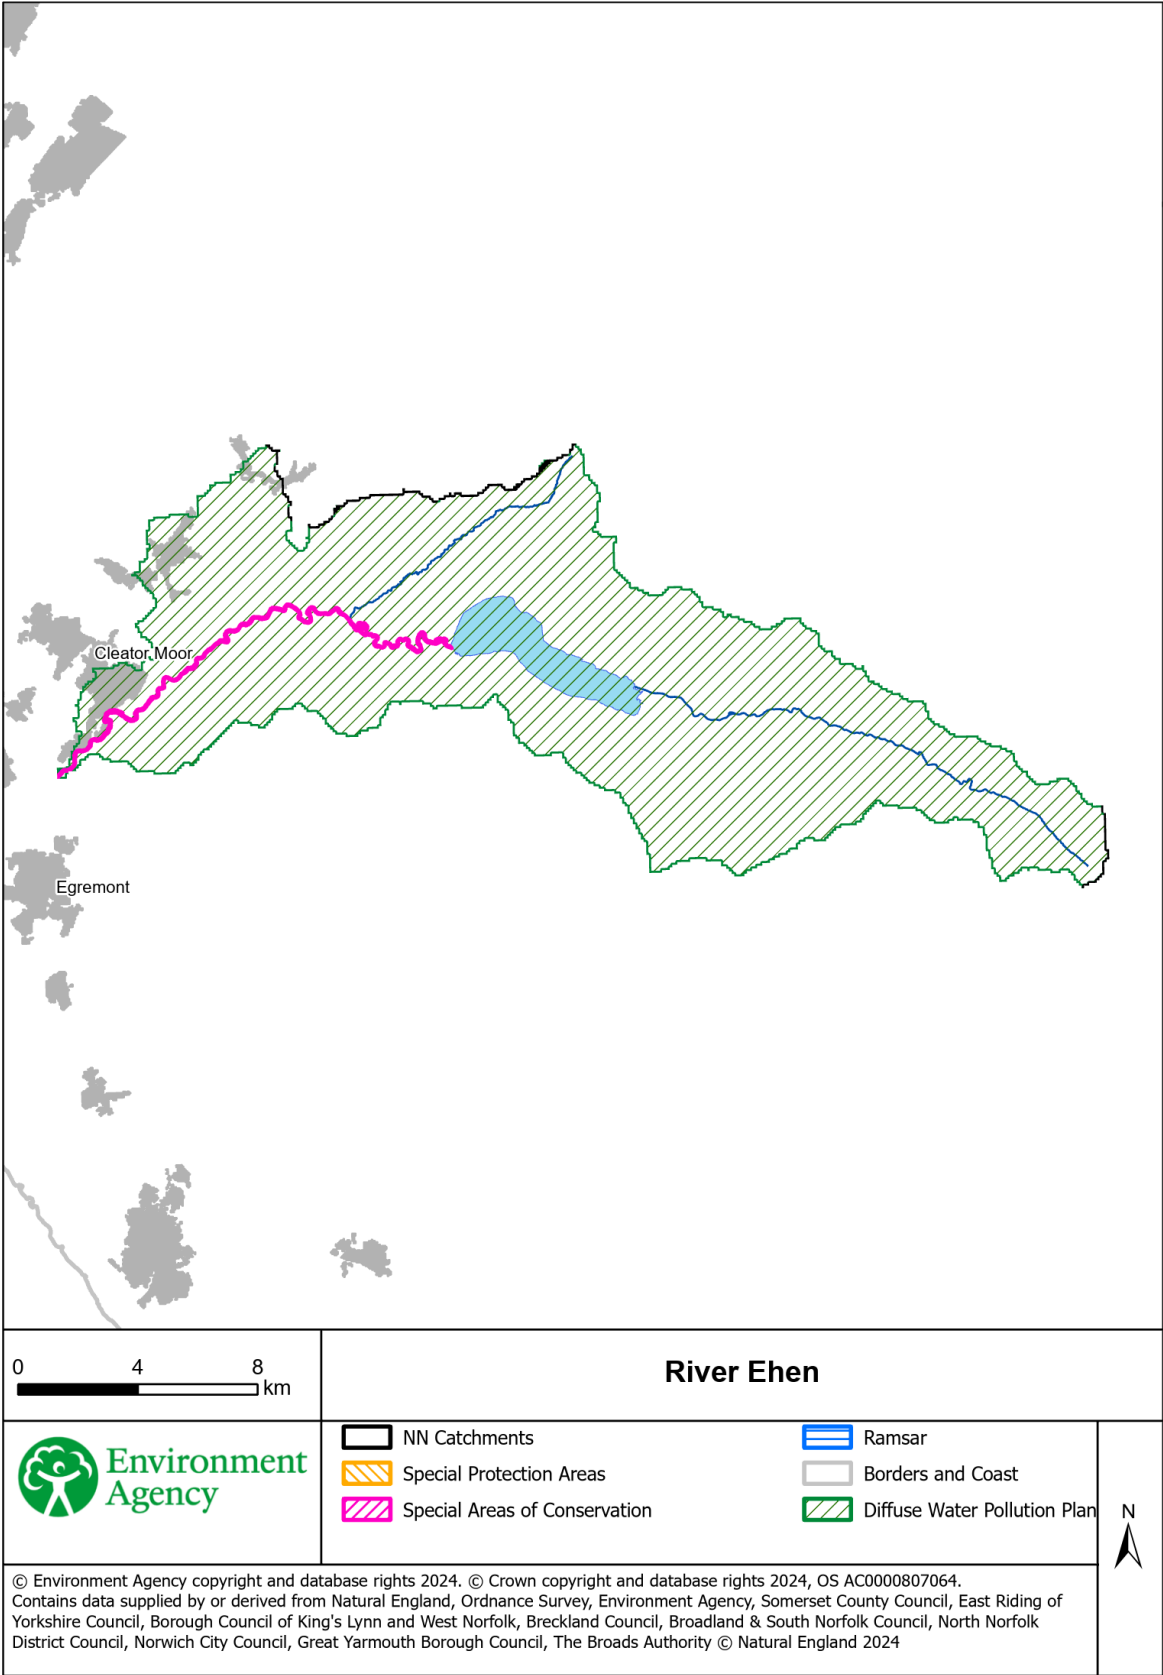 Cleator Moor
Egremont
0 4 8
km
River Ehen
Environment
Agency
NN Catchments
Special Protection Areas
Special Areas of Conservation
Ramsar
Borders and Coast
Diffuse Water Pollution Plan
N
© Environment Agency copyright and database rights 2024. © Crown copyright and database rights 2024, OS AC0000807064.
Contains data supplied by or derived from Natural England, Ordnance Survey, Environment Agency, Somerset County Council, East Riding of
Yorkshire Council, Borough Council of King's Lynn and West Norfolk, Breckland Council, Broadland & South Norfolk Council, North Norfolk
District Council, Norwich City Council, Great Yarmouth Borough Council, The Broads Authority © Natural England 2024